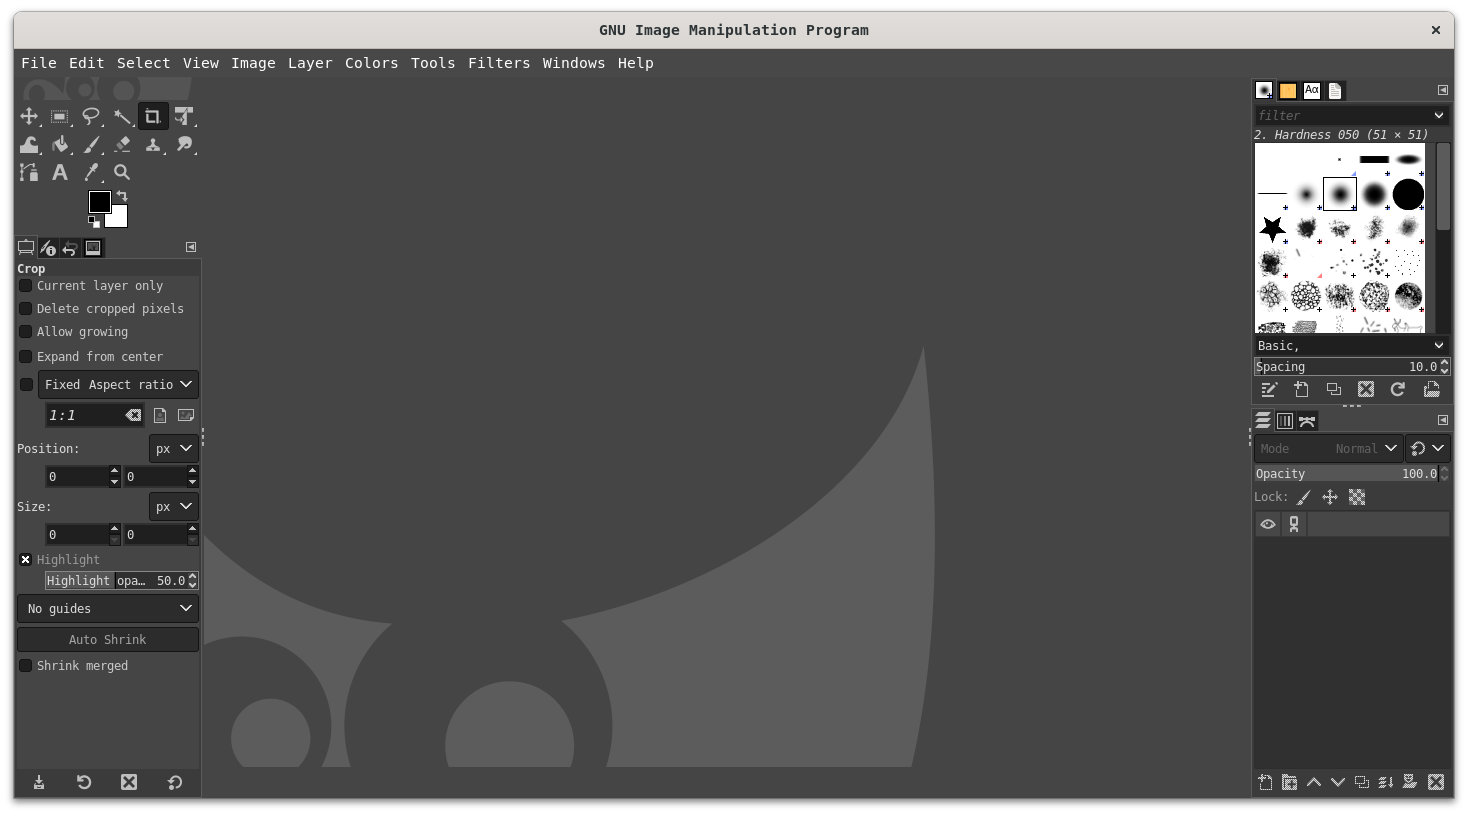 GNU Image Manipulation Program
File Edit Select View Image Layer Colors Tools Filters Windows Help
Crop
Current layer only
Delete cropped pixels
Allow growing
Expand from center
Fixed Aspect ratio
1:1
Position: px
0 0
Size: px
0 0
Highlight
Highlight opa… 50.0
No guides
Auto Shrink
Shrink merged
Aα
filter
2. Hardness 050 (51 × 51)
Basic,
Spacing 10.0
Mode Normal
Opacity 100.0
Lock: